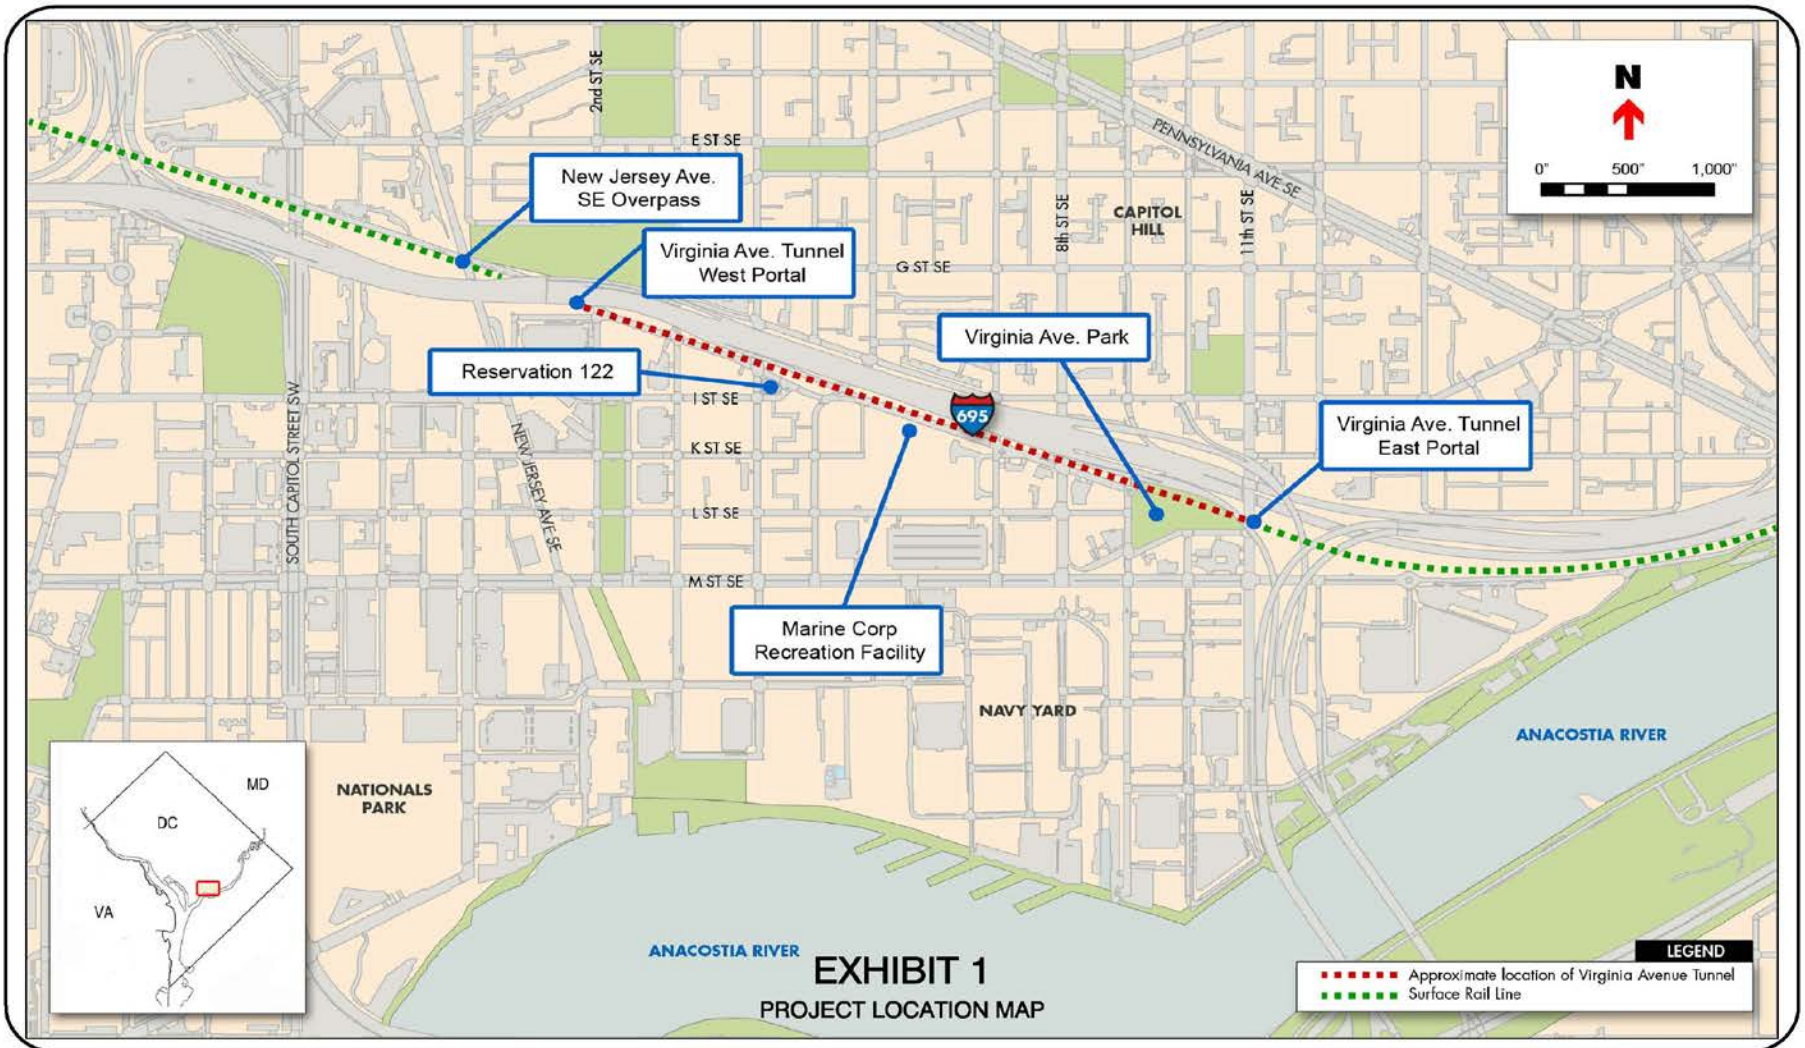 2nd ST SE
E ST SE
New Jersey Ave.
SE Overpass
Virginia Ave. Tunnel
West Portal
PENNSYLVANIA AVE SE
N
0"
500"
1,000"
8th ST SE
CAPITOL
HILL
11th ST SE
G ST SE
Virginia Ave. Park
Reservation 122
I ST SE
695
K ST SE
Virginia Ave. Tunnel
East Portal
SOUTH CAPITOL STREET SW
NEW JERSEY AVE SE
L ST SE
M ST SE
Marine Corp
Recreation Facility
NAVY YARD
ANACOSTIA RIVER
NATIONALS
PARK
MD
DC
VA
ANACOSTIA RIVER
EXHIBIT 1
PROJECT LOCATION MAP
LEGEND
Approximate location of Virginia Avenue Tunnel
Surface Rail Line